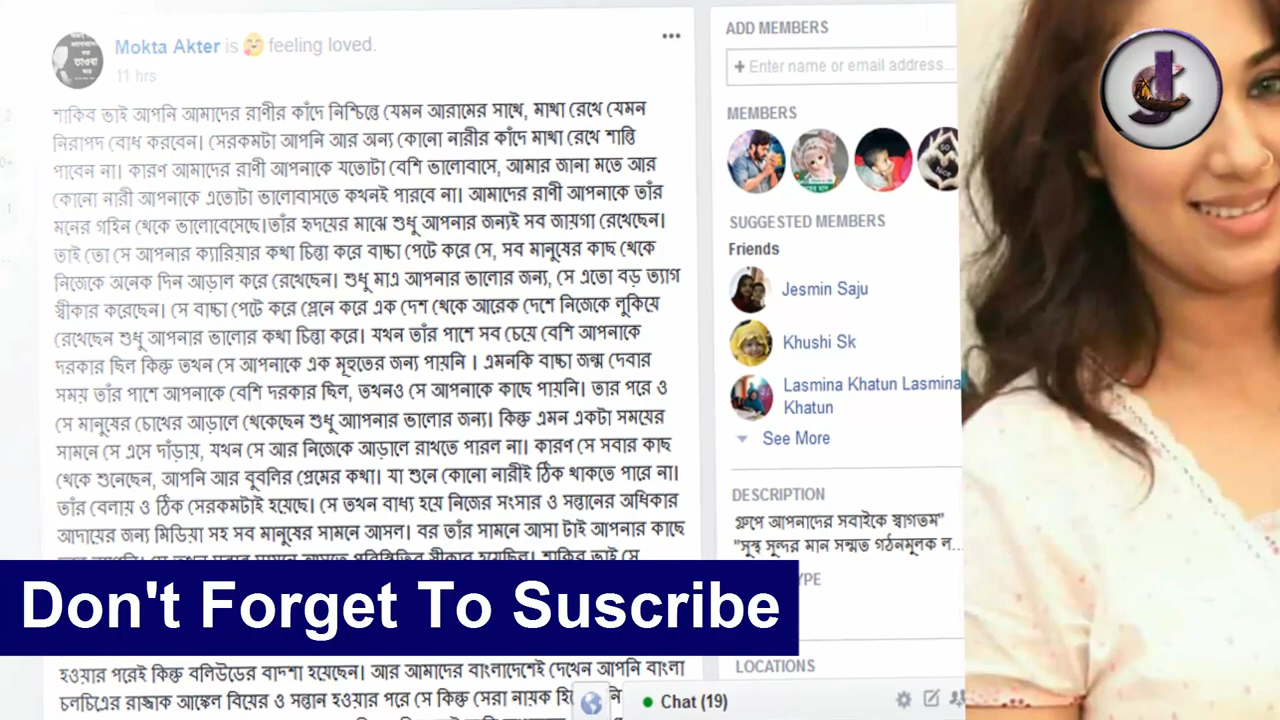 Mokta Akter is feeling loved.
11 hrs
শাকিব ভাই আপনি আমাদের রাণীর কাঁদে নিশ্চিন্তে যেমন আরামের সাথে, মাথা রেখে যেমন
নিরাপদ বোধ করবেন। সেরকমটা আপনি আর অন্য কোনো নারীর কাঁদে মাথা রেখে শান্তি
পাবেন না। কারণ আমাদের রাণী আপনাকে যতোটা বেশি ভালোবাসে, আমার জানা মতে আর
কোনো নারী আপনাকে এতোটা ভালোবাসতে কখনই পারবে না। আমাদের রাণী আপনাকে তাঁর
মনের গহিন থেকে ভালোবেসেছে।তাঁর হৃদয়ের মাঝে শুধু আপনার জন্যই সব জায়গা রেখেছেন।
তাই তো সে আপনার ক্যারিয়ার কথা চিন্তা করে বাচ্চা পেটে করে সে, সব মানুষের কাছ থেকে
নিজেকে অনেক দিন আড়াল করে রেখেছেন। শুধু মাএ আপনার ভালোর জন্য, সে এতো বড় ত্যাগ
স্বীকার করেছেন। সে বাচ্চা পেটে করে প্লেনে করে এক দেশ থেকে আরেক দেশে নিজেকে লুকিয়ে
রেখেছেন শুধু আপনার ভালোর কথা চিন্তা করে। যখন তাঁর পাশে সব চেয়ে বেশি আপনাকে
দরকার ছিল কিন্তু তখন সে আপনাকে এক মূহুতের জন্য পায়নি । এমনকি বাচ্চা জন্ম দেবার
সময় তাঁর পাশে আপনাকে বেশি দরকার ছিল, তখনও সে আপনাকে কাছে পায়নি। তার পরে ও
সে মানুষের চোখের আড়ালে থেকেছেন শুধু আাপনার ভালোর জন্য। কিন্তু এমন একটা সময়ের
সামনে সে এসে দাঁড়ায়, যখন সে আর নিজেকে আড়ালে রাখতে পারল না। কারণ সে সবার কাছ
থেকে শুনেছেন, আপনি আর বুবলির প্রেমের কথা। যা শুনে কোনো নারীই ঠিক থাকতে পারে না।
তাঁর বেলায় ও ঠিক সেরকমটাই হয়েছে। সে তখন বাধ্য হয়ে নিজের সংসার ও সন্তানের অধিকার
আদায়ের জন্য মিডিয়া সহ সব মানুষের সামনে আসল। বর তাঁর সামনে আসা টাই আপনার কাছে
হওয়ার পরেই কিন্তু বলিউডের বাদশা হয়েছেন। আর আমাদের বাংলাদেশেই দেখেন আপনি বাংলা
চলচিএের রাজ্জাক আঙ্কেল বিয়ের ও সন্তান হওয়ার পরে সে কিন্তু সেরা নায়ক
Don't Forget To Suscribe
ADD MEMBERS
+ Enter name or email address...
MEMBERS
SUGGESTED MEMBERS
Friends
Jesmin Saju
Khushi Sk
Lasmina Khatun Lasmina
Khatun
See More
DESCRIPTION
গ্রুপে আপনাদের সবাইকে স্বাগতম"
"সুস্থ সুন্দর মান সম্মত গঠনমূলক ল...
YPE
LOCATIONS
Chat (19)